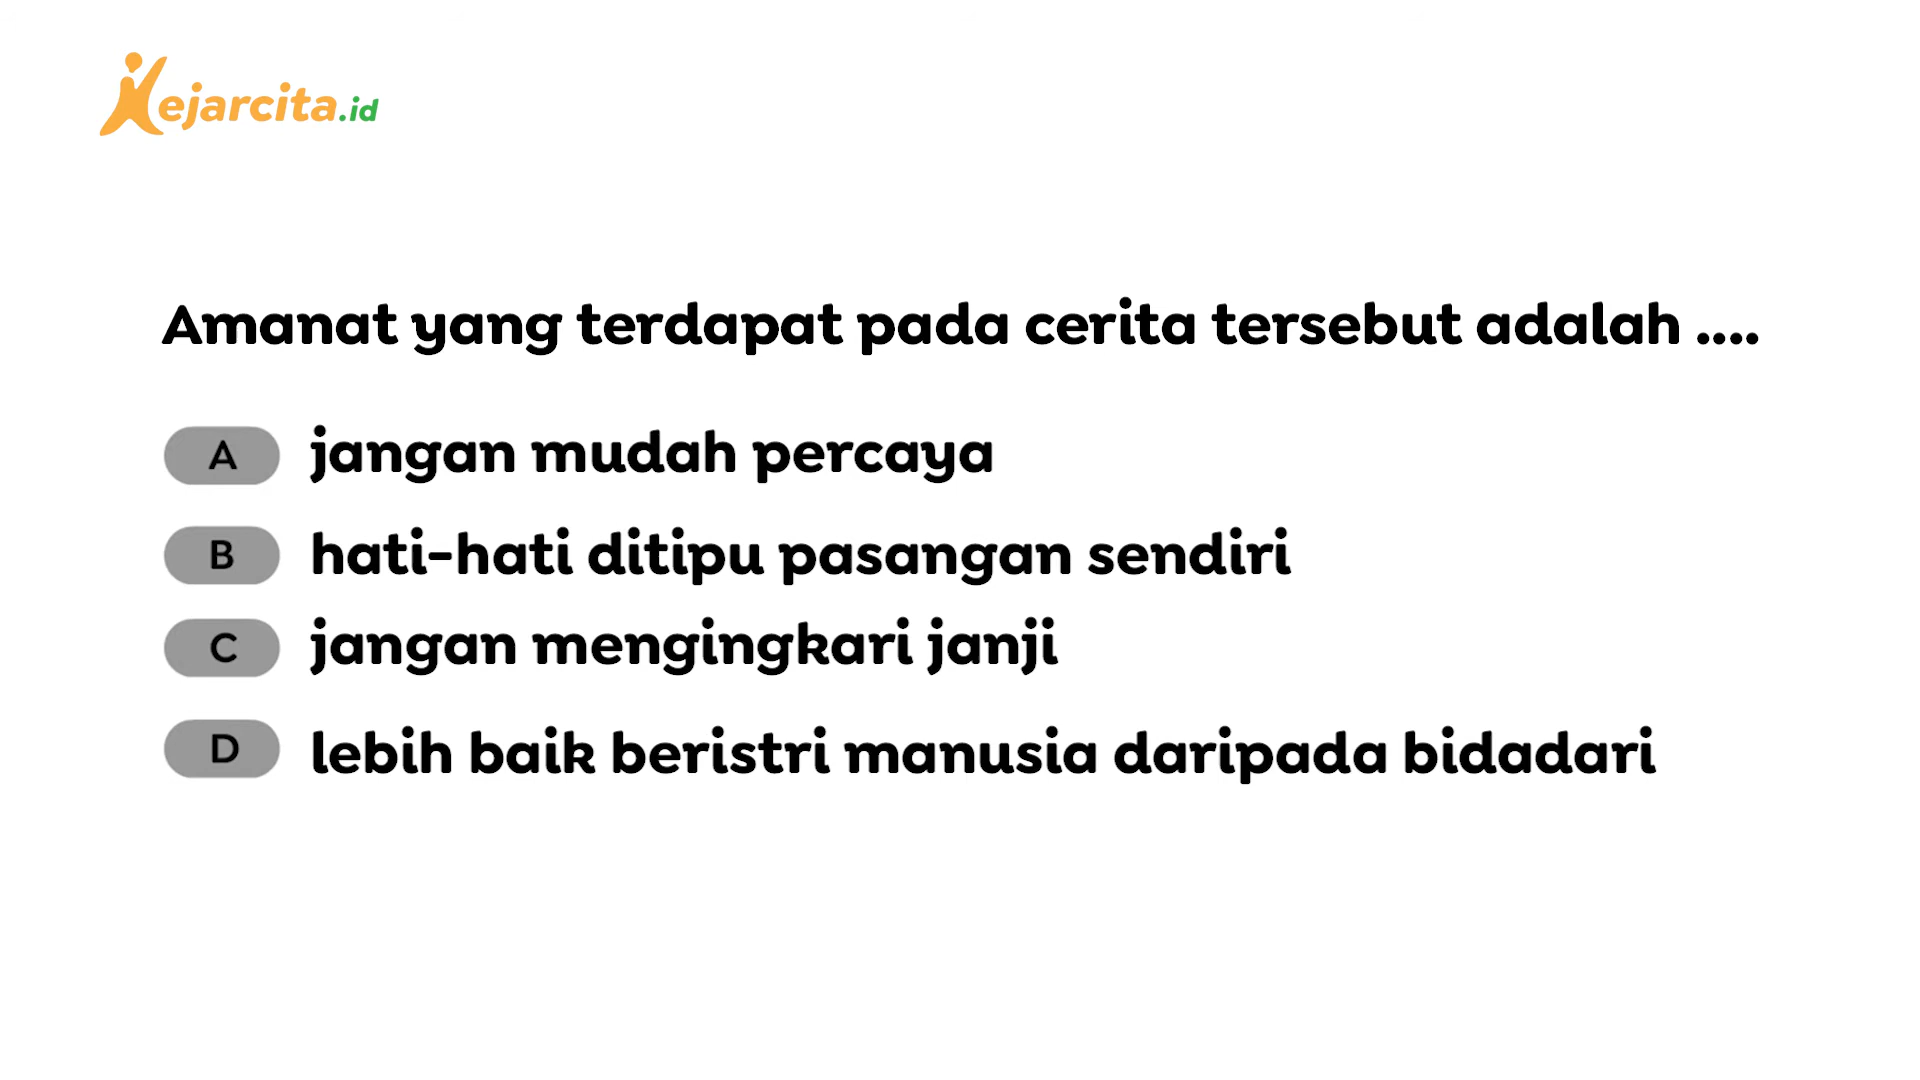 Kejarcita.id
Amanat yang terdapat pada cerita tersebut adalah ....
A jangan mudah percaya
B hati-hati ditipu pasangan sendiri
C jangan mengingkari janji
D lebih baik beristri manusia daripada bidadari